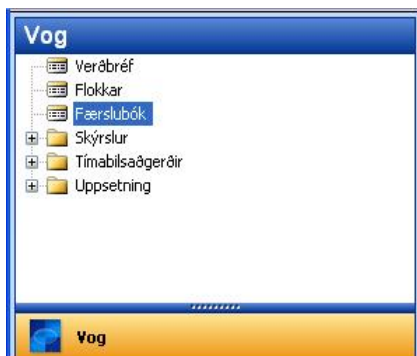 Vog
Verðbréf
Flokkar
Færslubók
Skýrslur
Tímabilsaðgerðir
Uppsetning
Vog